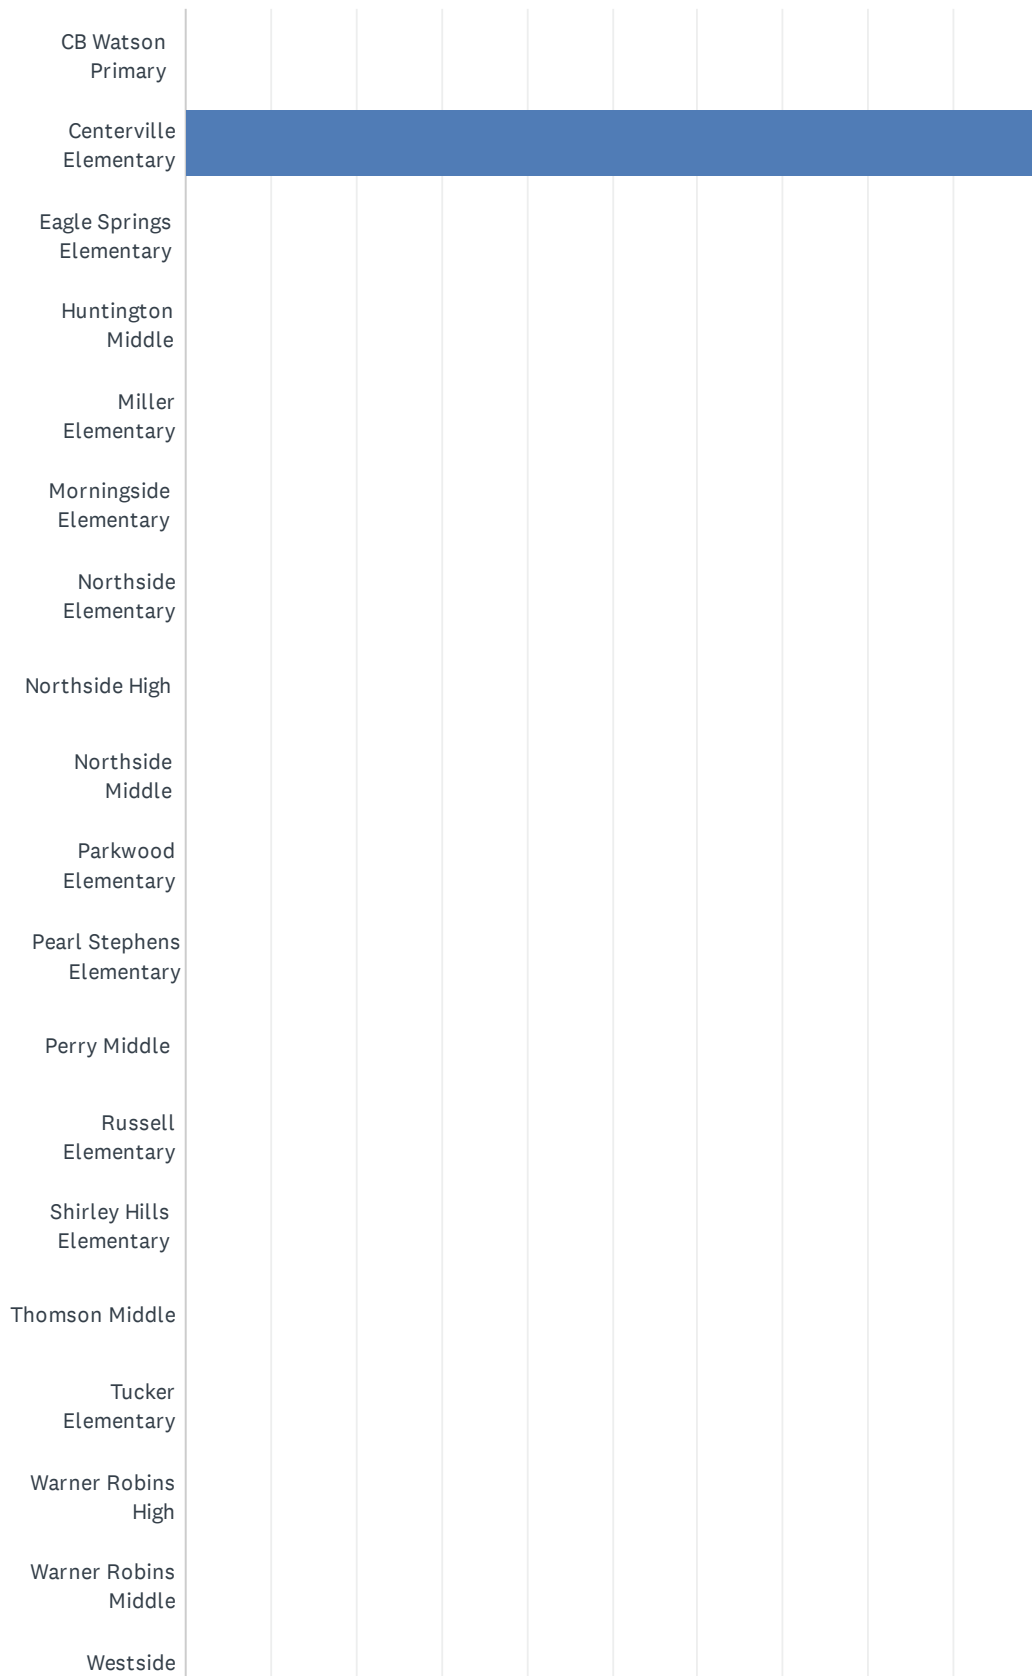 CB Watson
Primary
Centerville
Elementary
Eagle Springs
Elementary
Huntington
Middle
Miller
Elementary
Morningside
Elementary
Northside
Elementary
Northside High
Northside
Middle
Parkwood
Elementary
Pearl Stephens
Elementary
Perry Middle
Russell
Elementary
Shirley Hills
Elementary
Thomson Middle
Tucker
Elementary
Warner Robins
High
Warner Robins
Middle
Westside